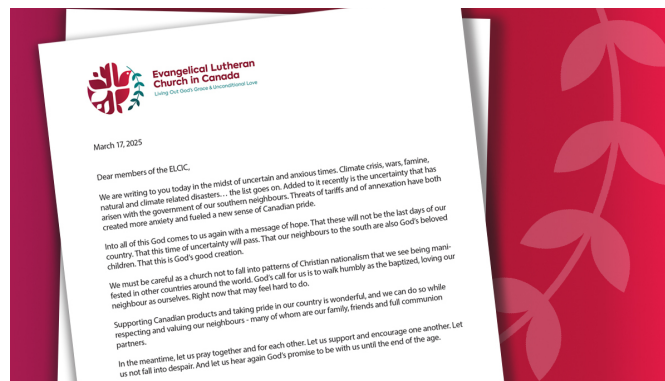 Evangelical Lutheran
Church in Canada
Living Out God's Grace & Unconditional Love
March 17, 2025
Dear members of the ELCIC,
We are writing to you today in the midst of uncertain and anxious times. Climate crisis, wars, famine,
natural and climate related disasters… the list goes on. Added to it recently is the uncertainty that has
arisen with the government of our southern neighbours. Threats of tariffs and of annexation have both
created more anxiety and fueled a new sense of Canadian pride.
Into all of this God comes to us again with a message of hope. That these will not be the last days of our
country. That this time of uncertainty will pass. That our neighbours to the south are also God's beloved
children. That this is God's good creation.
We must be careful as a church not to fall into patterns of Christian nationalism that we see being mani-
fested in other countries around the world. God's call for us is to walk humbly as the baptized, loving our
neighbour as ourselves. Right now that may feel hard to do.
Supporting Canadian products and taking pride in our country is wonderful, and we can do so while
respecting and valuing our neighbours - many of whom are our family, friends and full communion
partners.
In the meantime, let us pray together and for each other. Let us support and encourage one another. Let
us not fall into despair. And let us hear again God's promise to be with us until the end of the age.